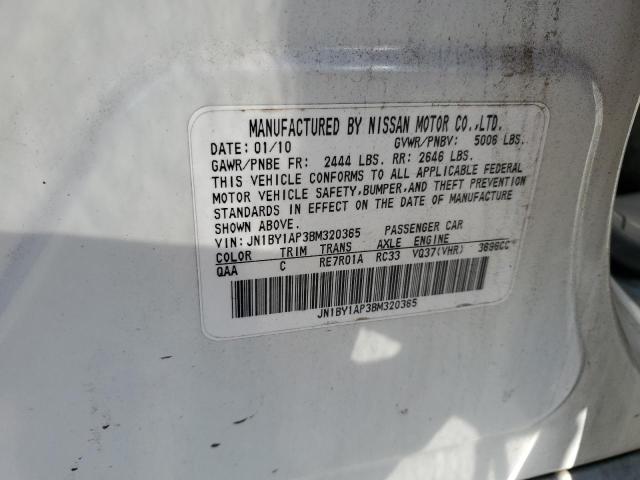 MANUFACTURED BY NISSAN MOTOR CO.,LTD.
DATE: 01/10 GVWR/PNBV: 5006 LBS.
GAWR/PNBE FR: 2444 LBS. RR: 2646 LBS.
THIS VEHICLE CONFORMS TO ALL APPLICABLE FEDERAL
MOTOR VEHICLE SAFETY,BUMPER,AND THEFT PREVENTION
STANDARDS IN EFFECT ON THE DATE OF MANUFACTURE
SHOWN ABOVE.
VIN: JN1BY1AP3BM320365 PASSENGER CAR
COLOR TRIM TRANS AXLE ENGINE
QAA C RE7R01A RC33 VQ37(VHR) 3696CC
JN1BY1AP3BM320365